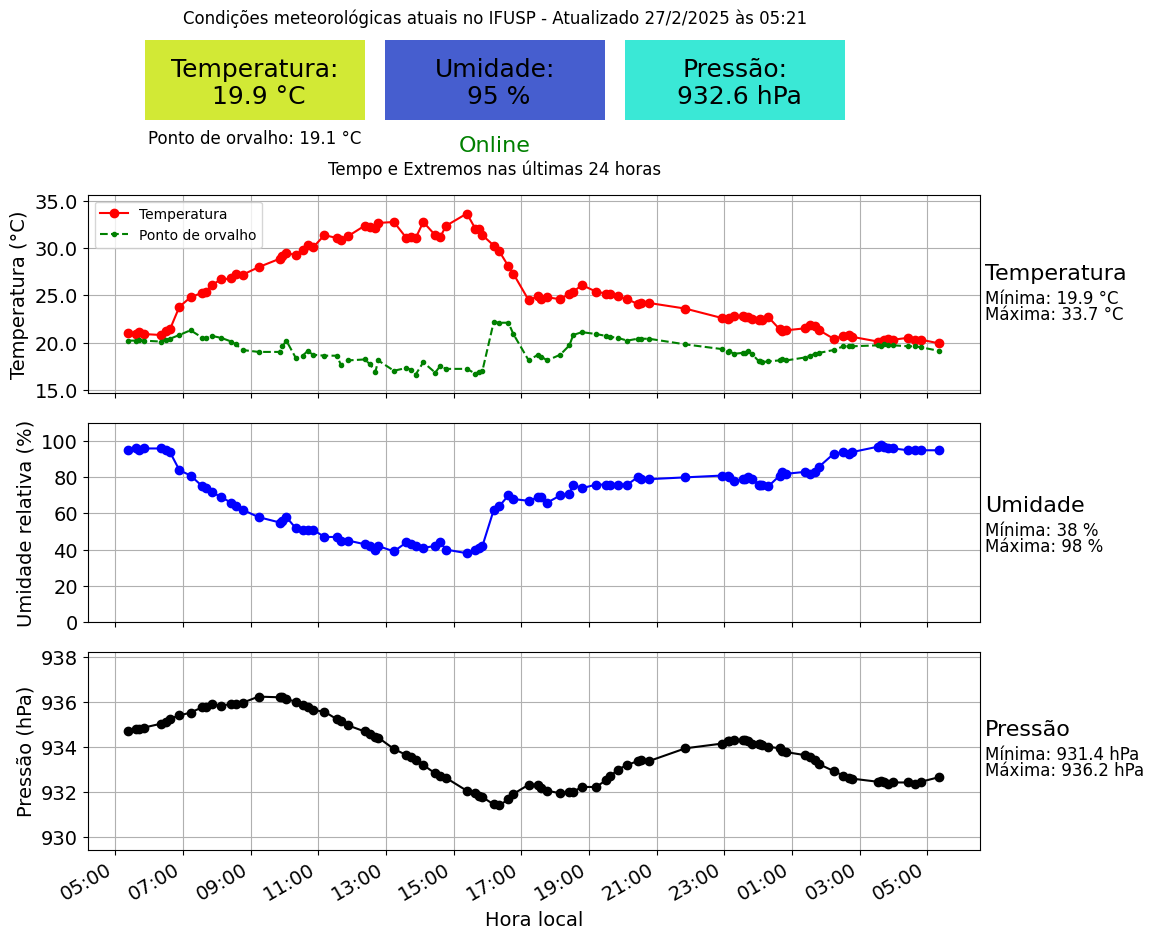 Condições meteorológicas atuais no IFUSP - Atualizado 27/2/2025 às 05:21
Temperatura:
19.9 °C
Umidade:
95 %
Pressão:
932.6 hPa
Ponto de orvalho: 19.1 °C
Online
Tempo e Extremos nas últimas 24 horas
Temperatura (°C)
35.0
30.0
25.0
20.0
15.0
Temperatura
Ponto de orvalho
Temperatura
Mínima: 19.9 °C
Máxima: 33.7 °C
Umidade relativa (%)
100
80
60
40
20
0
Umidade
Mínima: 38 %
Máxima: 98 %
Pressão (hPa)
938
936
934
932
930
Pressão
Mínima: 931.4 hPa
Máxima: 936.2 hPa
05:00
07:00
09:00
11:00
13:00
15:00
17:00
19:00
21:00
23:00
01:00
03:00
05:00
Hora local